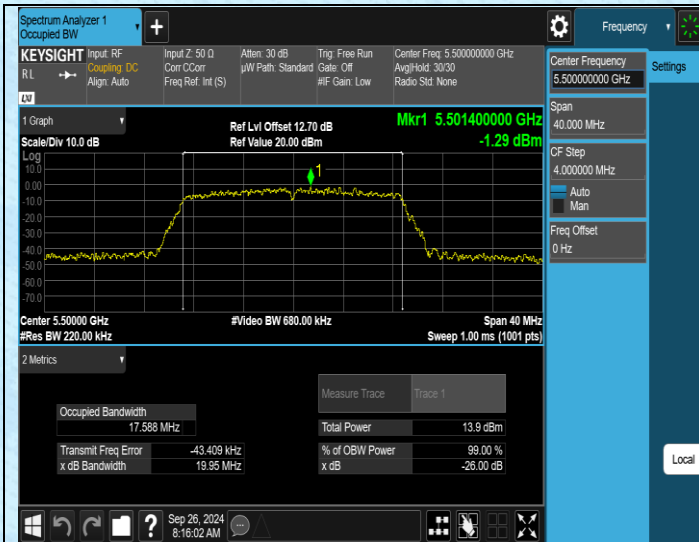 Spectrum Analyzer 1
Occupied BW
Frequency
KEYSIGHT
RL
LXI
Input: RF
Coupling: DC
Align: Auto
Input Z: 50 Ω
Corr CCorr
Freq Ref: Int (S)
Atten: 30 dB
µW Path: Standard
Trig: Free Run
Gate: Off
#IF Gain: Low
Center Freq: 5.500000000 GHz
Avg|Hold: 30/30
Radio Std: None
Center Frequency
5.500000000 GHz
Settings
Span
40.000 MHz
CF Step
4.000000 MHz
Auto
Man
Freq Offset
0 Hz
Local
1 Graph
Scale/Div 10.0 dB
Ref Lvl Offset 12.70 dB
Ref Value 20.00 dBm
Mkr1 5.501400000 GHz
-1.29 dBm
Log
10.0
0.00
-10.0
-20.0
-30.0
-40.0
-50.0
-60.0
-70.0
1
Center 5.50000 GHz
#Res BW 220.00 kHz
#Video BW 680.00 kHz
Span 40 MHz
Sweep 1.00 ms (1001 pts)
2 Metrics
Measure Trace
Trace 1
Occupied Bandwidth
17.588 MHz
Total Power
13.9 dBm
Transmit Freq Error
-43.409 kHz
% of OBW Power
99.00 %
x dB Bandwidth
19.95 MHz
x dB
-26.00 dB
Sep 26, 2024
8:16:02 AM